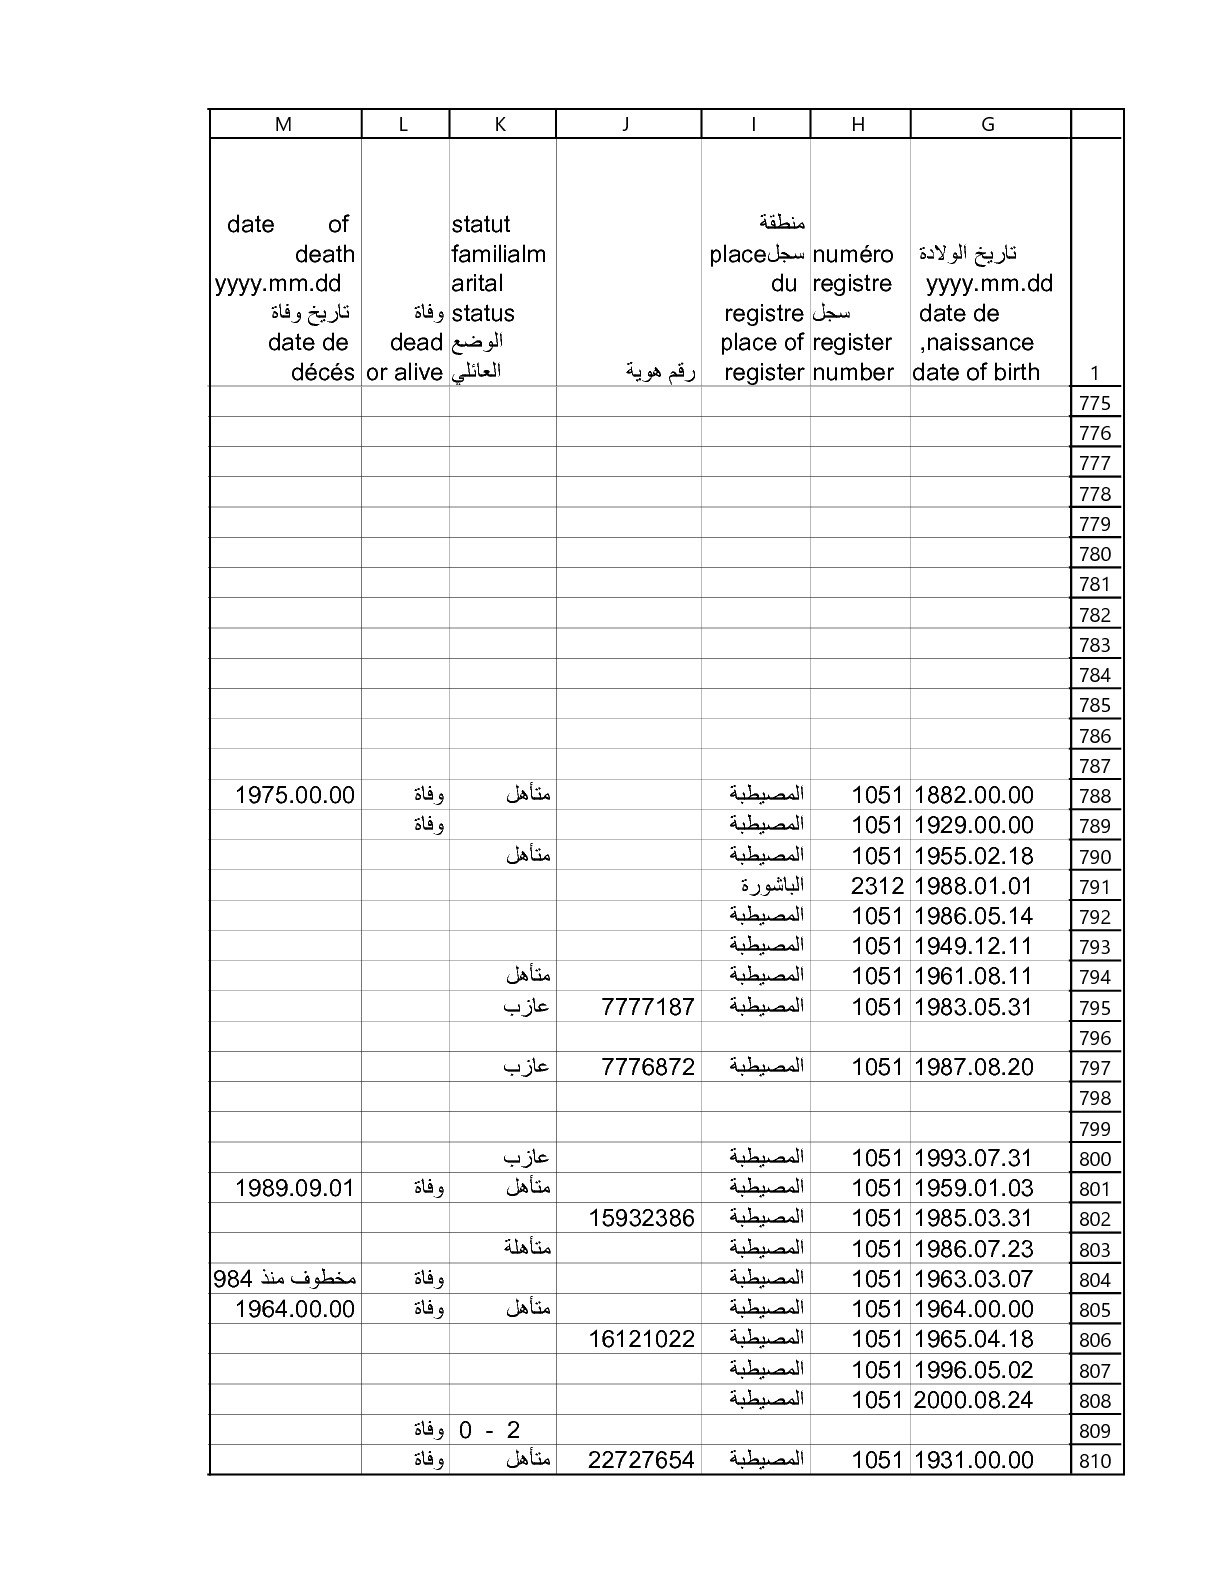 M L K J I H G
date of death yyyy.mm.dd تاريخ وفاة date de décés
وفاة dead or alive
statut familialm arital status الوضع العائلي
رقم هوية
منطقة سجل place du registre place of register
numéro registre سجل register number
تاريخ الولادة yyyy.mm.dd date de naissance, date of birth
1
775
776
777
778
779
780
781
782
783
784
785
786
787
1975.00.00 وفاة متأهل المصيطبة 1051 1882.00.00 788
وفاة المصيطبة 1051 1929.00.00 789
متأهل المصيطبة 1051 1955.02.18 790
الباشورة 2312 1988.01.01 791
المصيطبة 1051 1986.05.14 792
المصيطبة 1051 1949.12.11 793
متأهل المصيطبة 1051 1961.08.11 794
عازب 7777187 المصيطبة 1051 1983.05.31 795
796
عازب 7776872 المصيطبة 1051 1987.08.20 797
798
799
عازب المصيطبة 1051 1993.07.31 800
1989.09.01 وفاة متأهل المصيطبة 1051 1959.01.03 801
15932386 المصيطبة 1051 1985.03.31 802
متأهلة المصيطبة 1051 1986.07.23 803
مخطوف منذ 984 وفاة المصيطبة 1051 1963.03.07 804
1964.00.00 وفاة متأهل المصيطبة 1051 1964.00.00 805
16121022 المصيطبة 1051 1965.04.18 806
المصيطبة 1051 1996.05.02 807
المصيطبة 1051 2000.08.24 808
وفاة 0 - 2 809
وفاة متأهل 22727654 المصيطبة 1051 1931.00.00 810